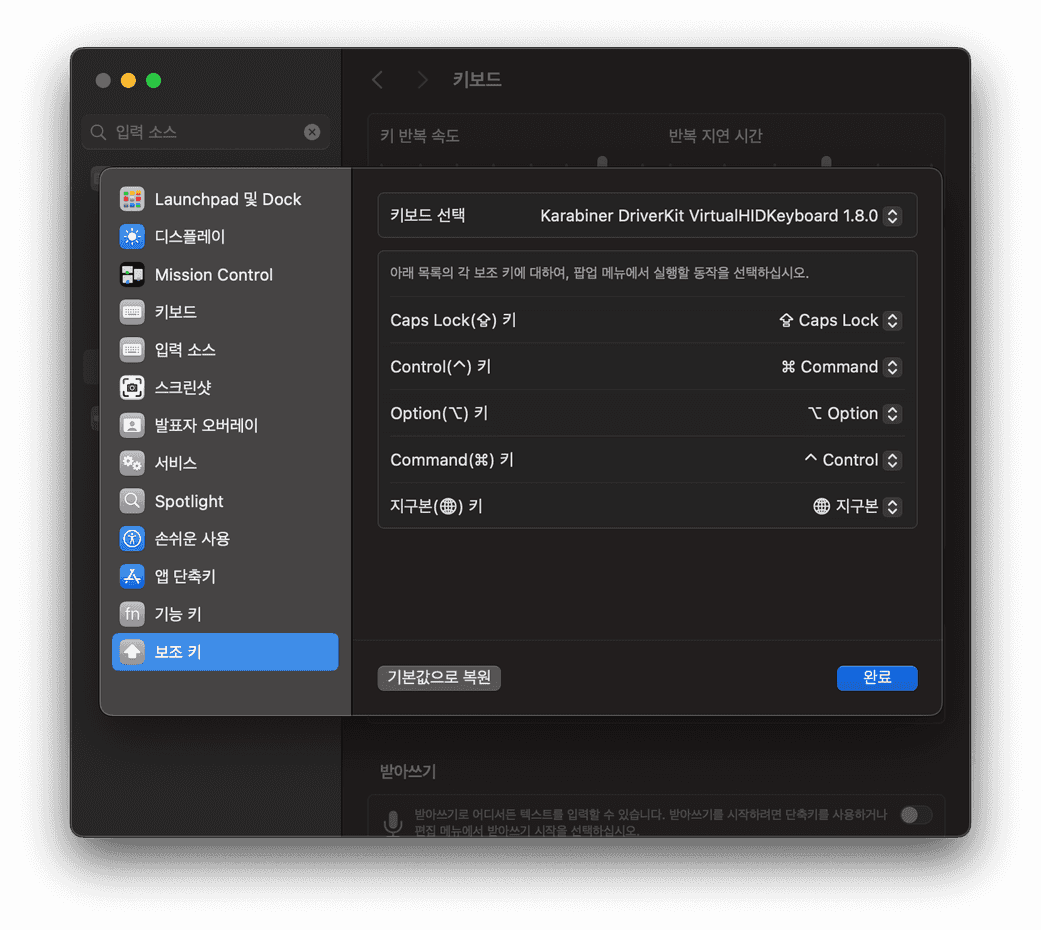 키보드
입력 소스
키 반복 속도
반복 지연 시간
Launchpad 및 Dock
디스플레이
Mission Control
키보드
입력 소스
스크린샷
발표자 오버레이
서비스
Spotlight
손쉬운 사용
앱 단축키
fn 기능 키
보조 키
키보드 선택 Karabiner DriverKit VirtualHIDKeyboard 1.8.0
아래 목록의 각 보조 키에 대하여, 팝업 메뉴에서 실행할 동작을 선택하십시오.
Caps Lock(⇪) 키 ⇪ Caps Lock
Control(^) 키 ⌘ Command
Option(⌥) 키 ⌥ Option
Command(⌘) 키 ^ Control
지구본(🌐) 키 🌐 지구본
기본값으로 복원
완료
받아쓰기
받아쓰기로 어디서든 텍스트를 입력할 수 있습니다. 받아쓰기를 시작하려면 단축키를 사용하거나
편집 메뉴에서 받아쓰기 시작을 선택하십시오.